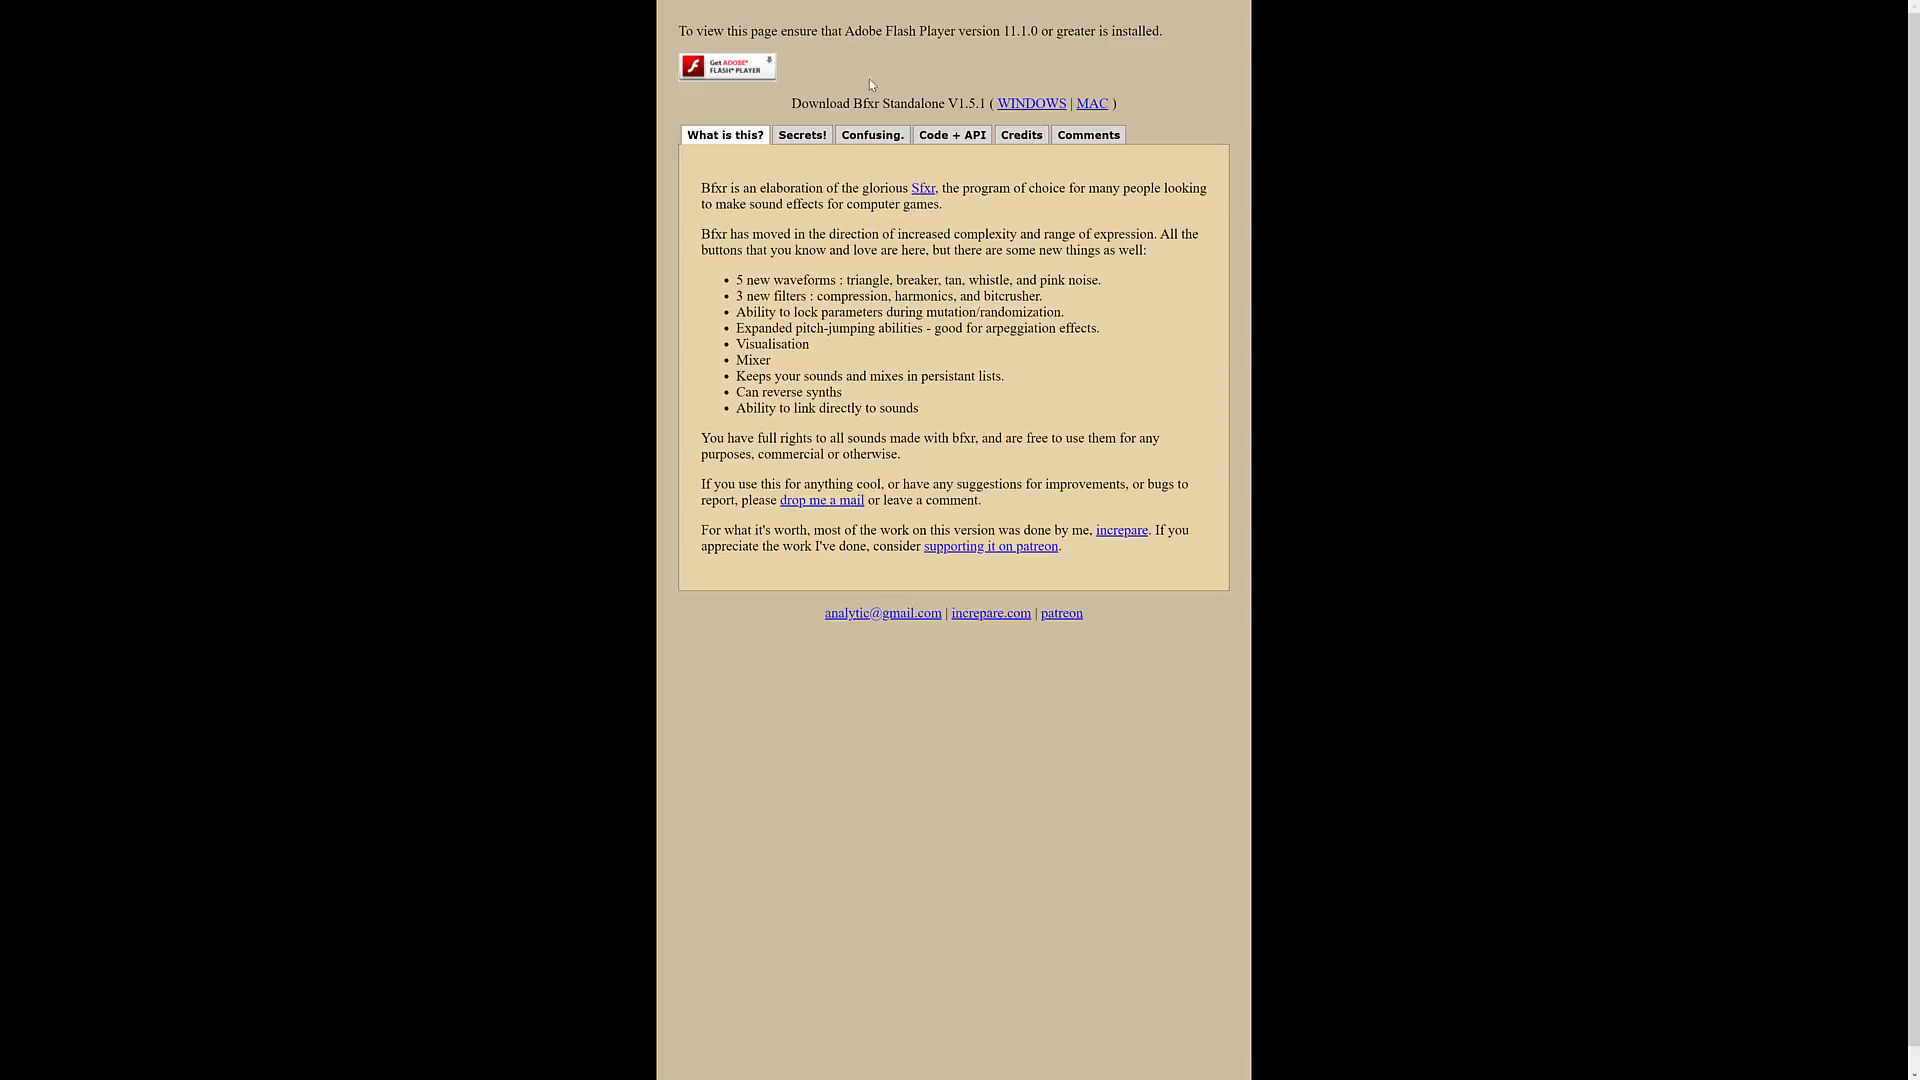 To view this page ensure that Adobe Flash Player version 11.1.0 or greater is installed.
Get ADOBE®
FLASH® PLAYER
Download Bfxr Standalone V1.5.1 ( WINDOWS | MAC )
What is this? Secrets! Confusing. Code + API Credits Comments
Bfxr is an elaboration of the glorious Sfxr, the program of choice for many people looking
to make sound effects for computer games.
Bfxr has moved in the direction of increased complexity and range of expression. All the
buttons that you know and love are here, but there are some new things as well:
• 5 new waveforms : triangle, breaker, tan, whistle, and pink noise.
• 3 new filters : compression, harmonics, and bitcrusher.
• Ability to lock parameters during mutation/randomization.
• Expanded pitch-jumping abilities - good for arpeggiation effects.
• Visualisation
• Mixer
• Keeps your sounds and mixes in persistant lists.
• Can reverse synths
• Ability to link directly to sounds
You have full rights to all sounds made with bfxr, and are free to use them for any
purposes, commercial or otherwise.
If you use this for anything cool, or have any suggestions for improvements, or bugs to
report, please drop me a mail or leave a comment.
For what it's worth, most of the work on this version was done by me, increpare. If you
appreciate the work I've done, consider supporting it on patreon.
analytic@gmail.com | increpare.com | patreon